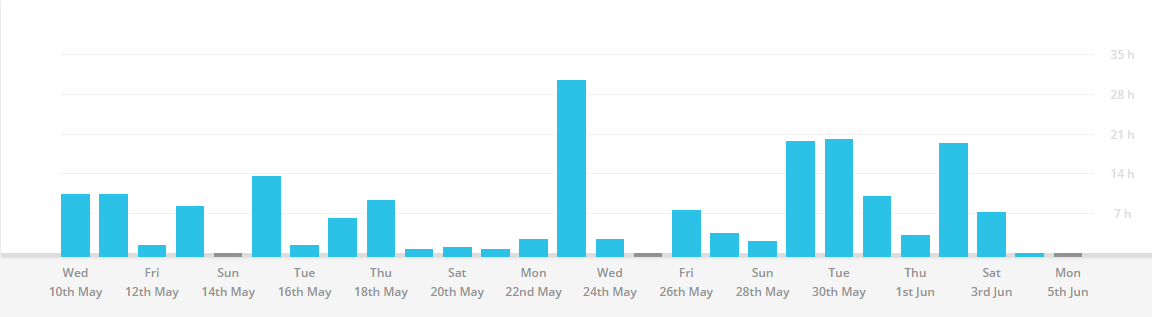 35 h
28 h
21 h
14 h
7 h
Wed Fri Sun Tue Thu Sat Mon Wed Fri Sun Tue Thu Sat Mon
10th May 12th May 14th May 16th May 18th May 20th May 22nd May 24th May 26th May 28th May 30th May 1st Jun 3rd Jun 5th Jun